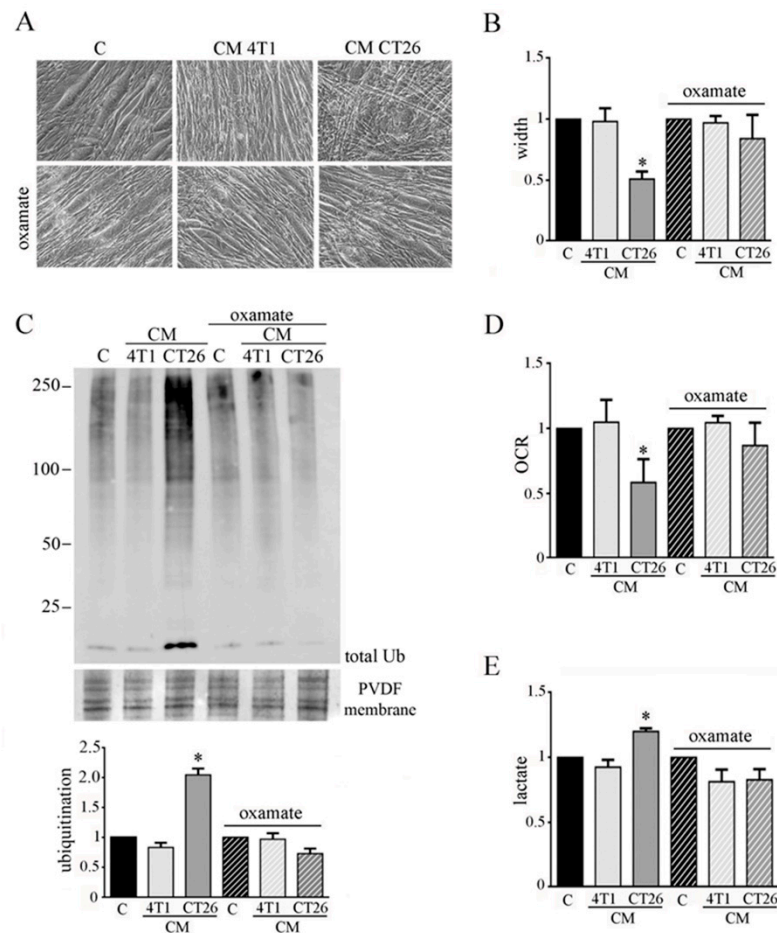 A
C
CM 4T1
CM CT26
oxamate
B
1.5
1
0.5
0
width
oxamate
*
C
4T1
CT26
C
4T1
CT26
CM
CM
C
oxamate
CM
CM
C
4T1
CT26
C
4T1
CT26
250
100
50
25
total Ub
PVDF
membrane
2.5
2.0
1.5
1
0.5
0
ubiquitination
*
oxamate
C
4T1
CT26
C
4T1
CT26
CM
CM
D
1.5
1
0.5
0
OCR
oxamate
*
C
4T1
CT26
C
4T1
CT26
CM
CM
E
1.5
1
0.5
0
lactate
*
oxamate
C
4T1
CT26
C
4T1
CT26
CM
CM